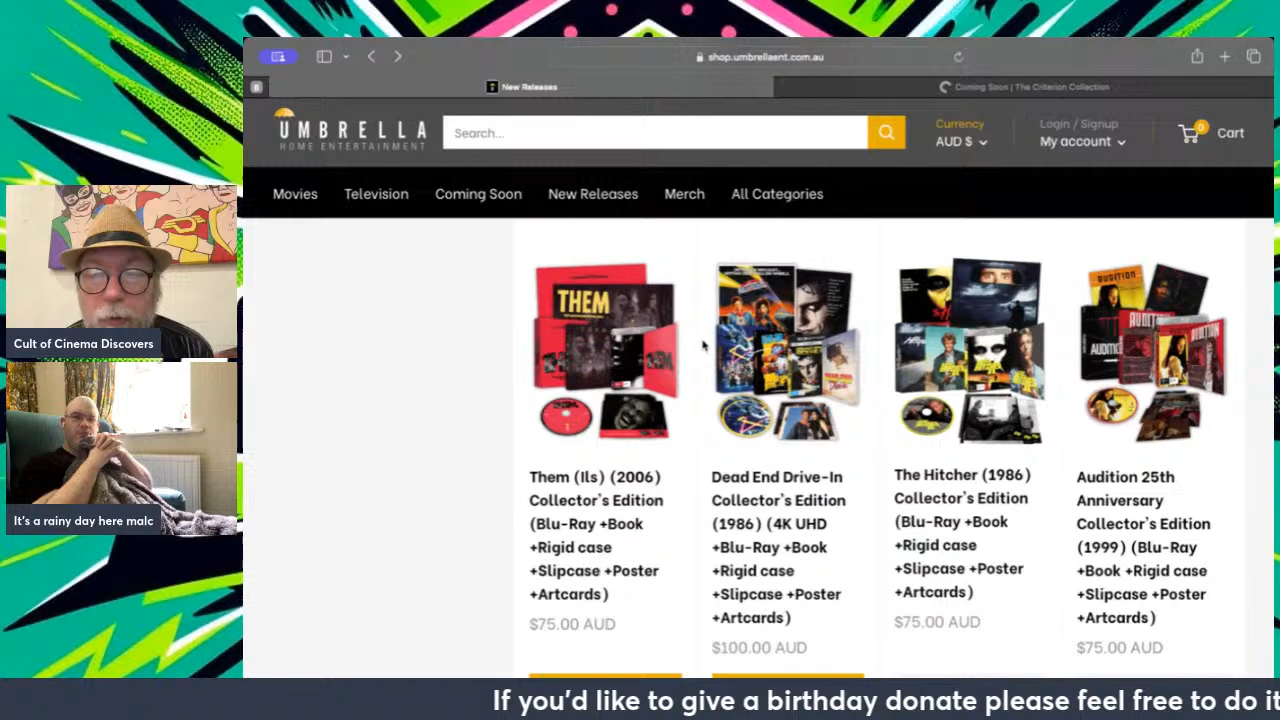 shop.umbrellaent.com.au
New Releases
Coming Soon | The Criterion Collection
UMBRELLA
HOME ENTERTAINMENT
Search...
Currency
AUD $
Login / Signup
My account
0
Cart
Movies
Television
Coming Soon
New Releases
Merch
All Categories
THEM
AUDITION
AUDITION
Them (Ils) (2006)
Collector's Edition
(Blu-Ray +Book
+Rigid case
+Slipcase +Poster
+Artcards)
$75.00 AUD
Dead End Drive-In
Collector's Edition
(1986) (4K UHD
+Blu-Ray +Book
+Rigid case
+Slipcase +Poster
+Artcards)
$100.00 AUD
The Hitcher (1986)
Collector's Edition
(Blu-Ray +Book
+Rigid case
+Slipcase +Poster
+Artcards)
$75.00 AUD
Audition 25th
Anniversary
Collector's Edition
(1999) (Blu-Ray
+Book +Rigid case
+Slipcase +Poster
+Artcards)
$75.00 AUD
Cult of Cinema Discovers
It's a rainy day here malc
If you'd like to give a birthday donate please feel free to do it